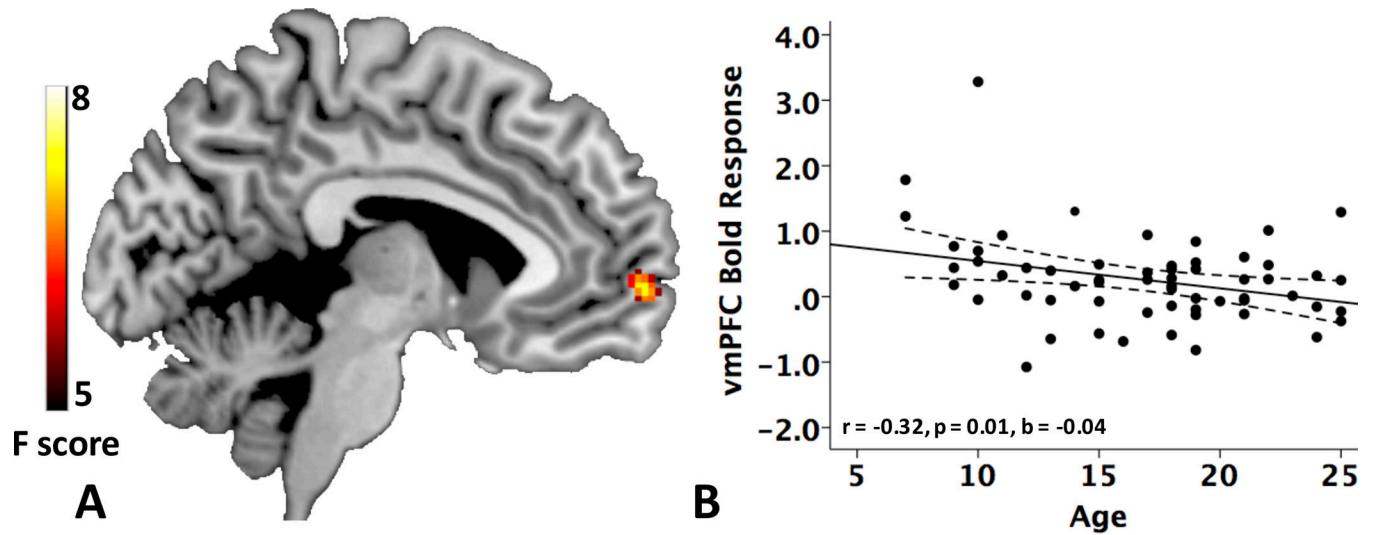 8
5
F score
A
vmPFC Bold Response
4.0
3.0
2.0
1.0
.0
-1.0
-2.0
r = -0.32, p = 0.01, b = -0.04
5 10 15 20 25
Age
B